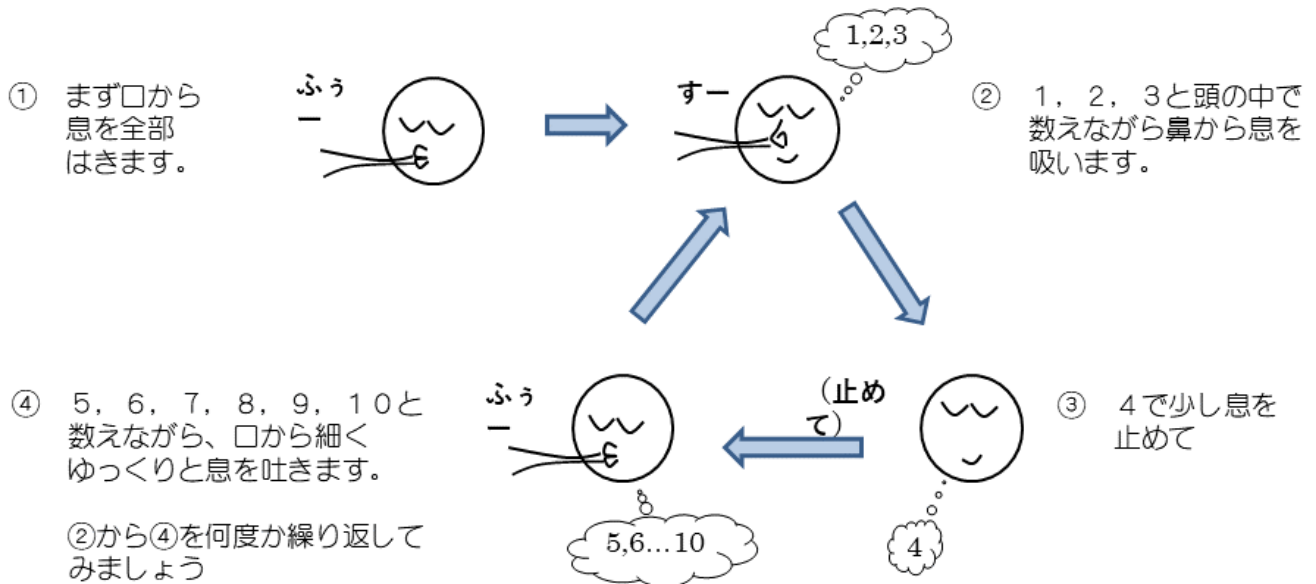 ① まず口から
息を全部
はきます。
ふぅ
ー
すー
1,2,3
② 1，2，3と頭の中で
数えながら鼻から息を
吸います。
③ 4で少し息を
止めて
（止め
て）
4
④ 5，6，7，8，9，10と
数えながら、口から細く
ゆっくりと息を吐きます。
ふぅ
ー
5,6…10
②から④を何度か繰り返して
みましょう